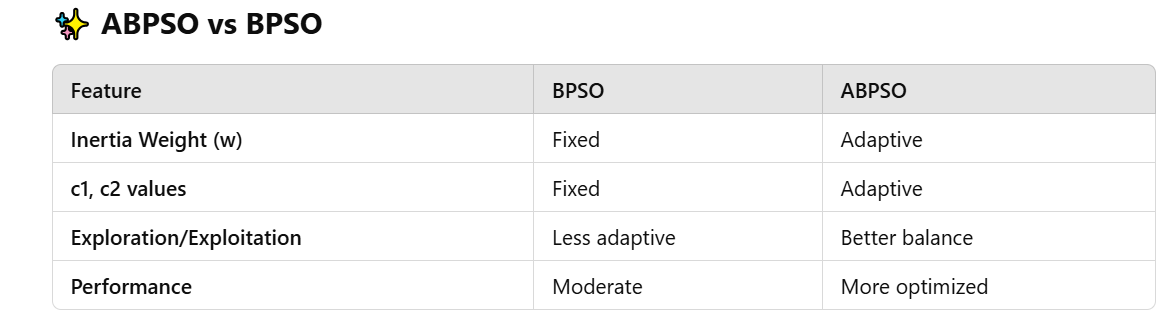 ✨ ABPSO vs BPSO
Feature BPSO ABPSO
Inertia Weight (w) Fixed Adaptive
c1, c2 values Fixed Adaptive
Exploration/Exploitation Less adaptive Better balance
Performance Moderate More optimized